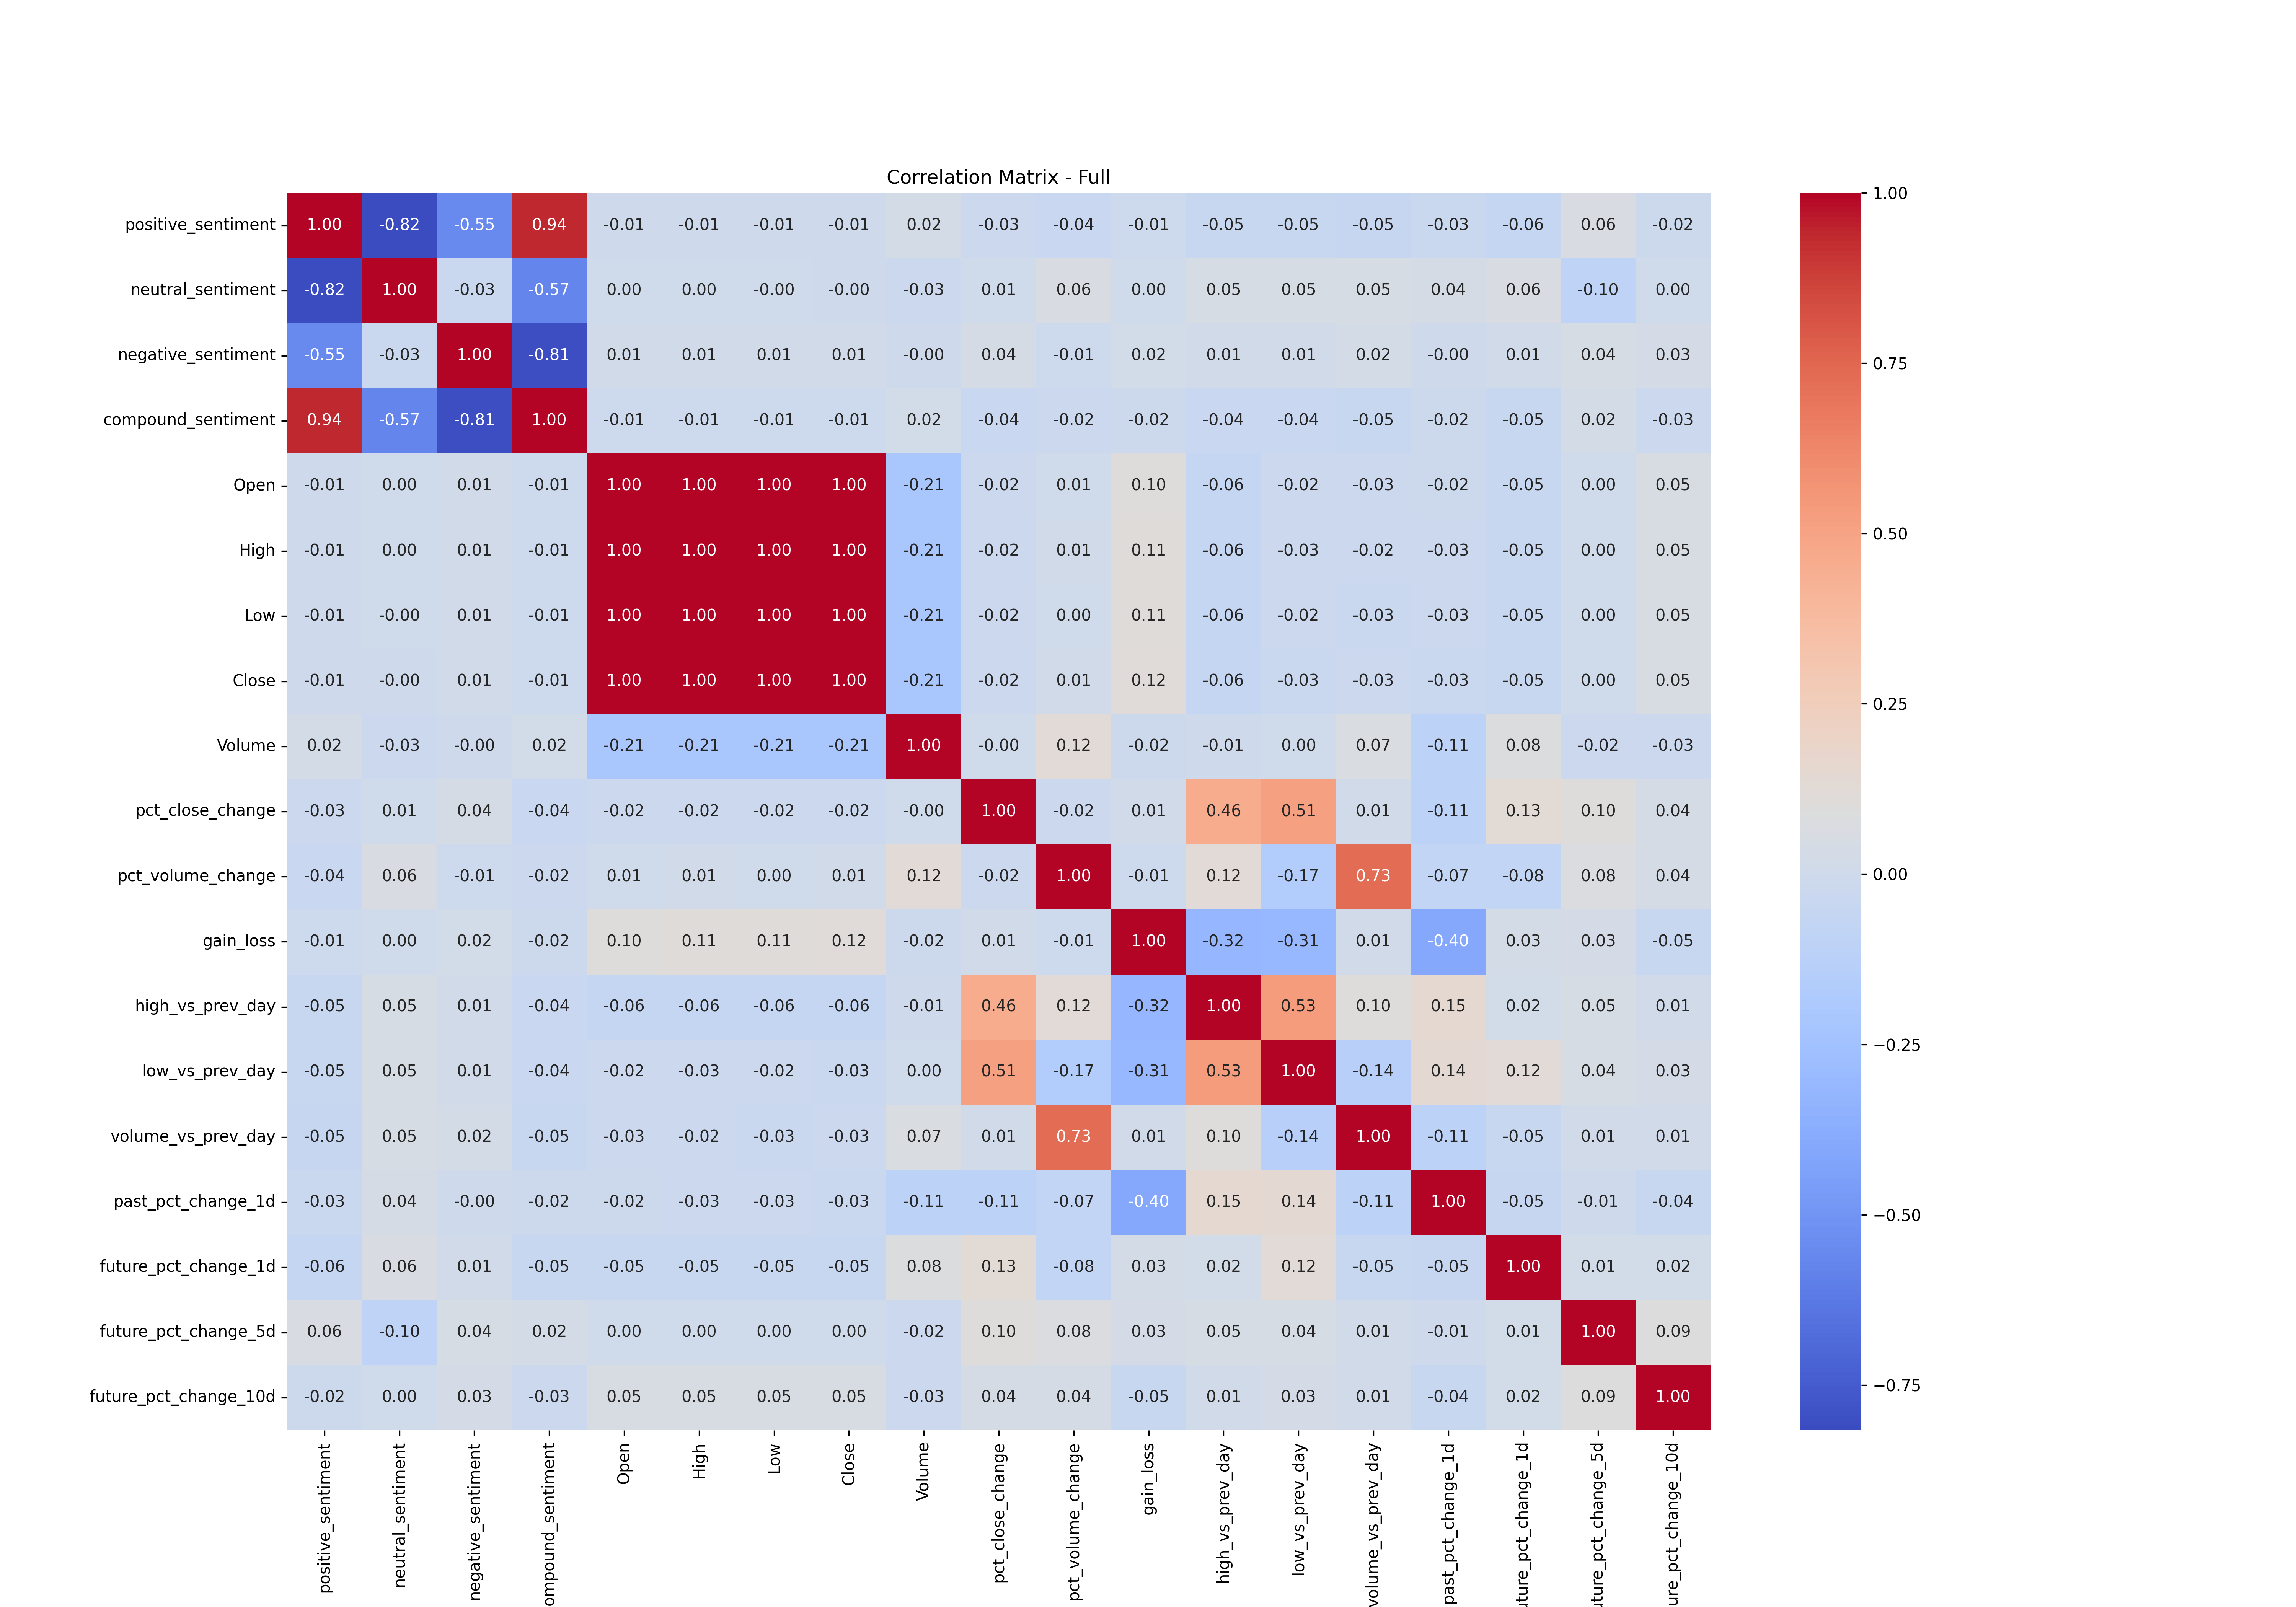 Correlation Matrix - Full
positive_sentiment 1.00 -0.82 -0.55 0.94 -0.01 -0.01 -0.01 -0.01 0.02 -0.03 -0.04 -0.01 -0.05 -0.05 -0.05 -0.03 -0.06 0.06 -0.02
neutral_sentiment -0.82 1.00 -0.03 -0.57 0.00 0.00 -0.00 -0.00 -0.03 0.01 0.06 0.00 0.05 0.05 0.05 0.04 0.06 -0.10 0.00
negative_sentiment -0.55 -0.03 1.00 -0.81 0.01 0.01 0.01 0.01 -0.00 0.04 -0.01 0.02 0.01 0.01 0.02 -0.00 0.01 0.04 0.03
compound_sentiment 0.94 -0.57 -0.81 1.00 -0.01 -0.01 -0.01 -0.01 0.02 -0.04 -0.02 -0.02 -0.04 -0.04 -0.05 -0.02 -0.05 0.02 -0.03
Open -0.01 0.00 0.01 -0.01 1.00 1.00 1.00 1.00 -0.21 -0.02 0.01 0.10 -0.06 -0.02 -0.03 -0.02 -0.05 0.00 0.05
High -0.01 0.00 0.01 -0.01 1.00 1.00 1.00 1.00 -0.21 -0.02 0.01 0.11 -0.06 -0.03 -0.02 -0.03 -0.05 0.00 0.05
Low -0.01 -0.00 0.01 -0.01 1.00 1.00 1.00 1.00 -0.21 -0.02 0.00 0.11 -0.06 -0.02 -0.03 -0.03 -0.05 0.00 0.05
Close -0.01 -0.00 0.01 -0.01 1.00 1.00 1.00 1.00 -0.21 -0.02 0.01 0.12 -0.06 -0.03 -0.03 -0.03 -0.05 0.00 0.05
Volume 0.02 -0.03 -0.00 0.02 -0.21 -0.21 -0.21 -0.21 1.00 -0.00 0.12 -0.02 -0.01 0.00 0.07 -0.11 0.08 -0.02 -0.03
pct_close_change -0.03 0.01 0.04 -0.04 -0.02 -0.02 -0.02 -0.02 -0.00 1.00 -0.02 0.01 0.46 0.51 0.01 -0.11 0.13 0.10 0.04
pct_volume_change -0.04 0.06 -0.01 -0.02 0.01 0.01 0.00 0.01 0.12 -0.02 1.00 -0.01 0.12 -0.17 0.73 -0.07 -0.08 0.08 0.04
gain_loss -0.01 0.00 0.02 -0.02 0.10 0.11 0.11 0.12 -0.02 0.01 -0.01 1.00 -0.32 -0.31 0.01 -0.40 0.03 0.03 -0.05
high_vs_prev_day -0.05 0.05 0.01 -0.04 -0.06 -0.06 -0.06 -0.06 -0.01 0.46 0.12 -0.32 1.00 0.53 0.10 0.15 0.02 0.05 0.01
low_vs_prev_day -0.05 0.05 0.01 -0.04 -0.02 -0.03 -0.02 -0.03 0.00 0.51 -0.17 -0.31 0.53 1.00 -0.14 0.14 0.12 0.04 0.03
volume_vs_prev_day -0.05 0.05 0.02 -0.05 -0.03 -0.02 -0.03 -0.03 0.07 0.01 0.73 0.01 0.10 -0.14 1.00 -0.11 -0.05 0.01 0.01
past_pct_change_1d -0.03 0.04 -0.00 -0.02 -0.02 -0.03 -0.03 -0.03 -0.11 -0.11 -0.07 -0.40 0.15 0.14 -0.11 1.00 -0.05 -0.01 -0.04
future_pct_change_1d -0.06 0.06 0.01 -0.05 -0.05 -0.05 -0.05 -0.05 0.08 0.13 -0.08 0.03 0.02 0.12 -0.05 -0.05 1.00 0.01 0.02
future_pct_change_5d 0.06 -0.10 0.04 0.02 0.00 0.00 0.00 0.00 -0.02 0.10 0.08 0.03 0.05 0.04 0.01 -0.01 0.01 1.00 0.09
future_pct_change_10d -0.02 0.00 0.03 -0.03 0.05 0.05 0.05 0.05 -0.03 0.04 0.04 -0.05 0.01 0.03 0.01 -0.04 0.02 0.09 1.00
positive_sentiment
neutral_sentiment
negative_sentiment
ompound_sentiment
Open
High
Low
Close
Volume
pct_close_change
pct_volume_change
gain_loss
high_vs_prev_day
low_vs_prev_day
volume_vs_prev_day
past_pct_change_1d
uture_pct_change_1d
uture_pct_change_5d
ure_pct_change_10d
1.00
0.75
0.50
0.25
0.00
−0.25
−0.50
−0.75